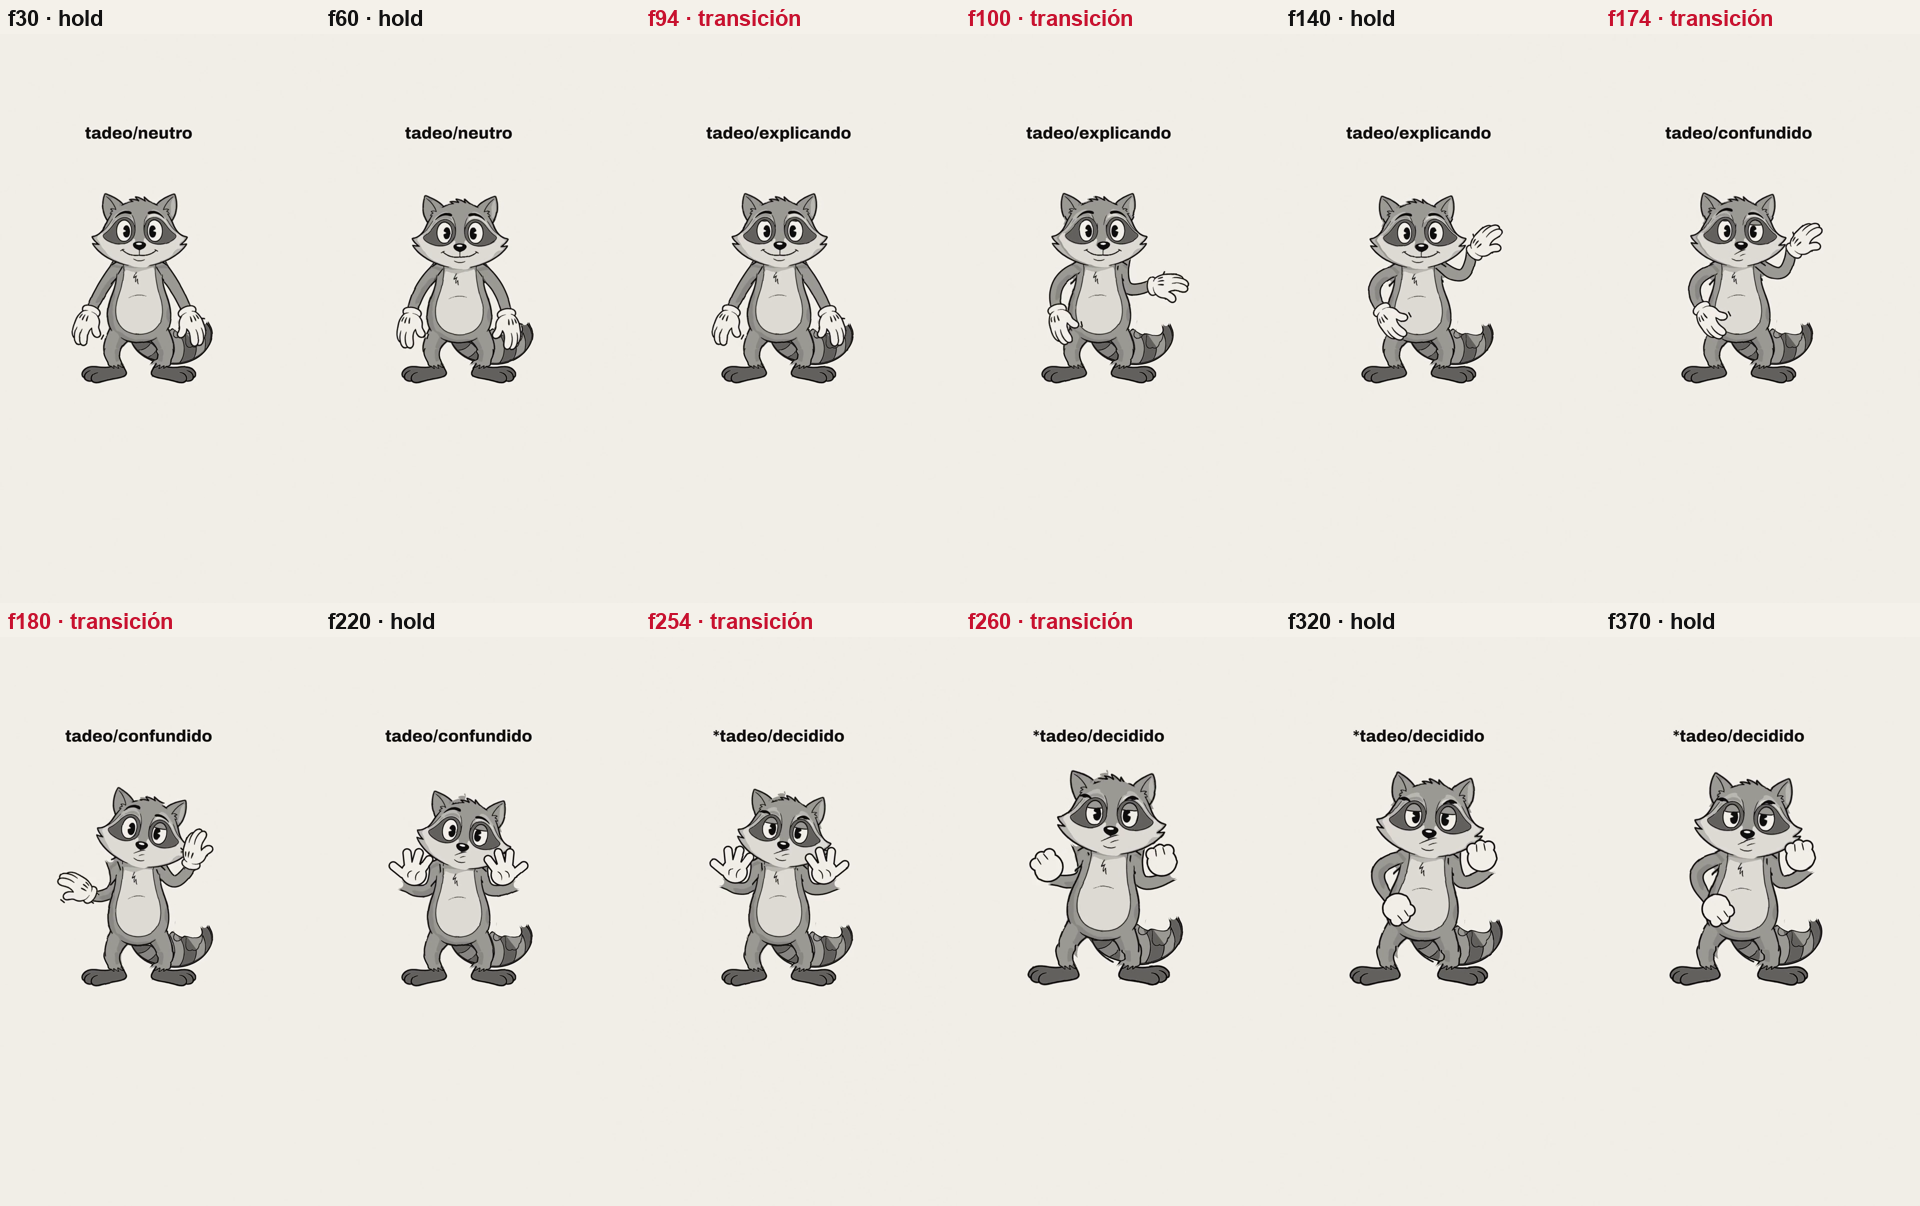 f30 · hold
f60 · hold
f94 · transición
f100 · transición
f140 · hold
f174 · transición
tadeo/neutro
tadeo/neutro
tadeo/explicando
tadeo/explicando
tadeo/explicando
tadeo/confundido
f180 · transición
f220 · hold
f254 · transición
f260 · transición
f320 · hold
f370 · hold
tadeo/confundido
tadeo/confundido
*tadeo/decidido
*tadeo/decidido
*tadeo/decidido
*tadeo/decidido